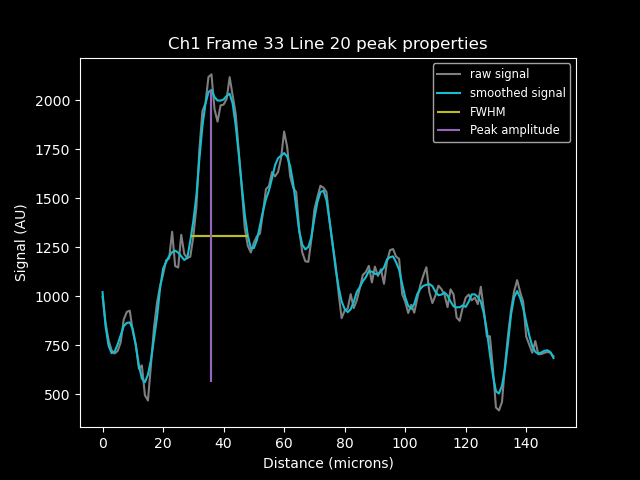 Ch1 Frame 33 Line 20 peak properties
raw signal
smoothed signal
FWHM
Peak amplitude
Signal (AU)
2000
1750
1500
1250
1000
750
500
0 20 40 60 80 100 120 140
Distance (microns)